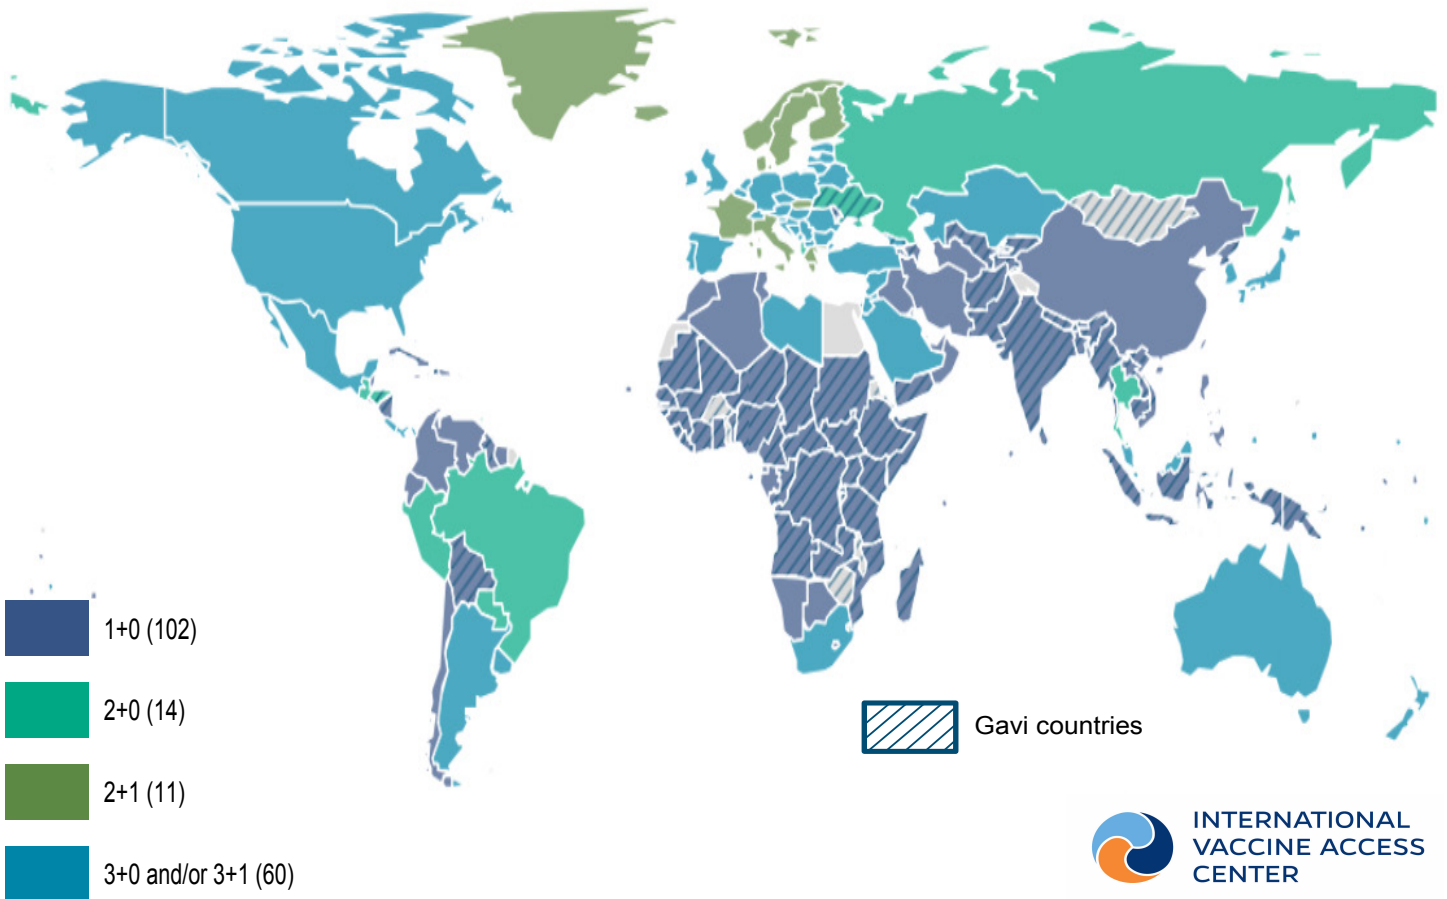 1+0 (102)
2+0 (14)
2+1 (11)
3+0 and/or 3+1 (60)
Gavi countries
INTERNATIONAL
VACCINE ACCESS
CENTER